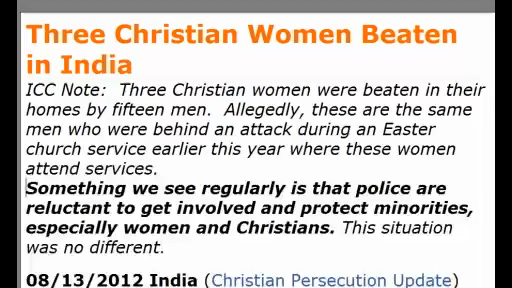 Three Christian Women Beaten
in India
ICC Note:  Three Christian women were beaten in their
homes by fifteen men.  Allegedly, these are the same
men who were behind an attack during an Easter
church service earlier this year where these women
attend services.
Something we see regularly is that police are
reluctant to get involved and protect minorities,
especially women and Christians. This situation
was no different.
08/13/2012 India (Christian Persecution Update)